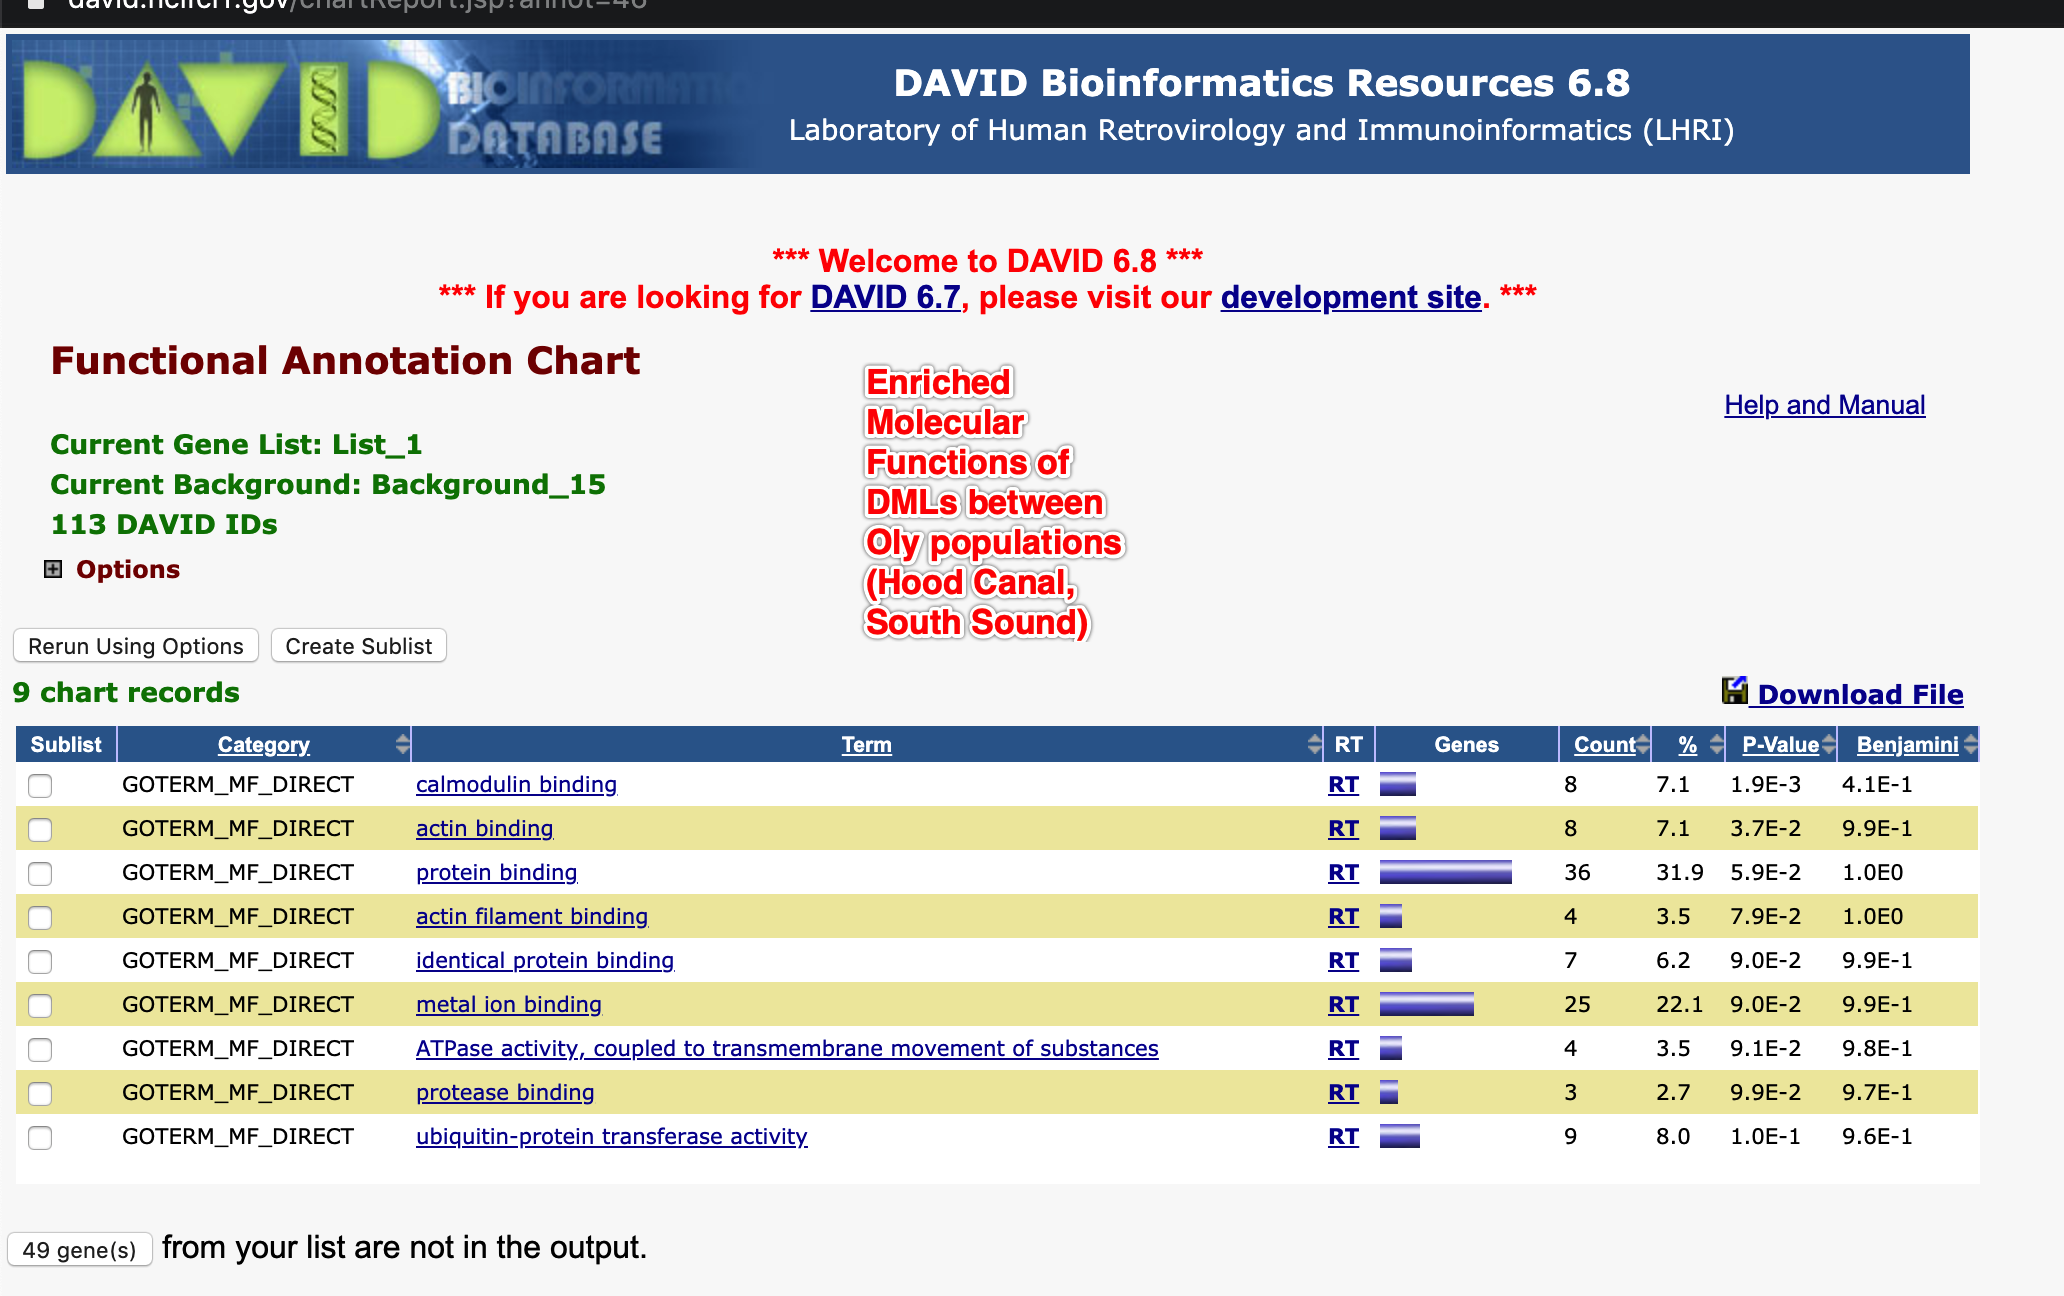 david.ncifcrf.gov/chartReport.jsp?annot=46
DAVID BIOINFORMATICS
DATABASE
DAVID Bioinformatics Resources 6.8
Laboratory of Human Retrovirology and Immunoinformatics (LHRI)
*** Welcome to DAVID 6.8 ***
*** If you are looking for DAVID 6.7, please visit our development site. ***
Functional Annotation Chart
Enriched
Molecular
Functions of
DMLs between
Oly populations
(Hood Canal,
South Sound)
Help and Manual
Current Gene List: List_1
Current Background: Background_15
113 DAVID IDs
Options
Rerun Using Options Create Sublist
9 chart records
Download File
Sublist Category Term RT Genes Count % P-Value Benjamini
GOTERM_MF_DIRECT calmodulin binding RT 8 7.1 1.9E-3 4.1E-1
GOTERM_MF_DIRECT actin binding RT 8 7.1 3.7E-2 9.9E-1
GOTERM_MF_DIRECT protein binding RT 36 31.9 5.9E-2 1.0E0
GOTERM_MF_DIRECT actin filament binding RT 4 3.5 7.9E-2 1.0E0
GOTERM_MF_DIRECT identical protein binding RT 7 6.2 9.0E-2 9.9E-1
GOTERM_MF_DIRECT metal ion binding RT 25 22.1 9.0E-2 9.9E-1
GOTERM_MF_DIRECT ATPase activity, coupled to transmembrane movement of substances RT 4 3.5 9.1E-2 9.8E-1
GOTERM_MF_DIRECT protease binding RT 3 2.7 9.9E-2 9.7E-1
GOTERM_MF_DIRECT ubiquitin-protein transferase activity RT 9 8.0 1.0E-1 9.6E-1
49 gene(s) from your list are not in the output.